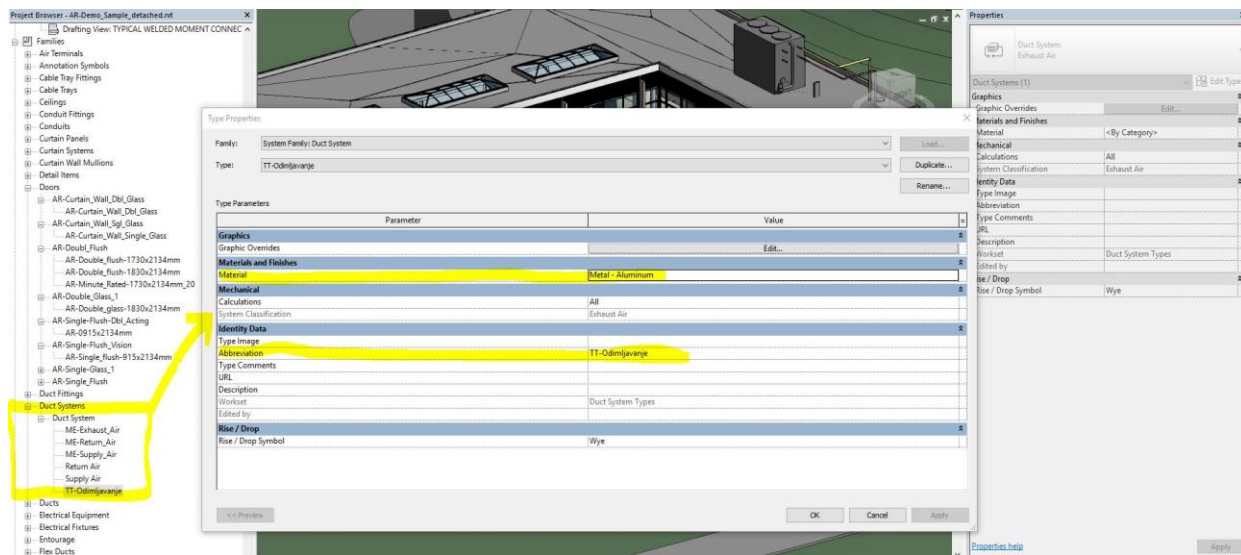 Project Browser - AR-Demo_Sample_detached.rvt
Drafting View: TYPICAL WELDED MOMENT CONNEC
Families
Air Terminals
Annotation Symbols
Cable Tray Fittings
Cable Trays
Ceilings
Conduit Fittings
Conduits
Curtain Panels
Curtain Systems
Curtain Wall Mullions
Detail Items
Doors
AR-Curtain_Wall_Dbl_Glass
AR-Curtain_Wall_Dbl_Glass
AR-Curtain_Wall_Sgl_Glass
AR-Curtain_Wall_Single_Glass
AR-Doubl_Flush
AR-Double_flush-1730x2134mm
AR-Double_flush-1830x2134mm
AR-Minute_Rated-1730x2134mm_20
AR-Double_Glass_1
AR-Double_glass-1830x2134mm
AR-Single-Flush-Dbl_Acting
AR-0915x2134mm
AR-Single-Flush_Vision
AR-Single_flush-915x2134mm
AR-Single-Glass_1
AR-Single_Flush
Duct Fittings
Duct Systems
Duct System
ME-Exhaust_Air
ME-Return_Air
ME-Supply_Air
Return Air
Supply Air
TT-Odimljavanje
Ducts
Electrical Equipment
Electrical Fixtures
Entourage
Flex Ducts
Type Properties
Family: System Family: Duct System Load...
Type: TT-Odimljavanje Duplicate...
Rename...
Type Parameters
Parameter Value
Graphics
Graphic Overrides Edit...
Materials and Finishes
Material Metal - Aluminum
Mechanical
Calculations All
System Classification Exhaust Air
Identity Data
Type Image
Abbreviation TT-Odimljavanje
Type Comments
URL
Description
Workset Duct System Types
Edited by
Rise / Drop
Rise / Drop Symbol Wye
<< Preview OK Cancel Apply
Properties
Duct System
Exhaust Air
Duct Systems (1) Edit Type
Graphics
Graphic Overrides Edit...
Materials and Finishes
Material <By Category>
Mechanical
Calculations All
System Classification Exhaust Air
Identity Data
Type Image
Abbreviation
Type Comments
URL
Description
Workset Duct System Types
Edited by
Rise / Drop
Rise / Drop Symbol Wye
Properties help Apply